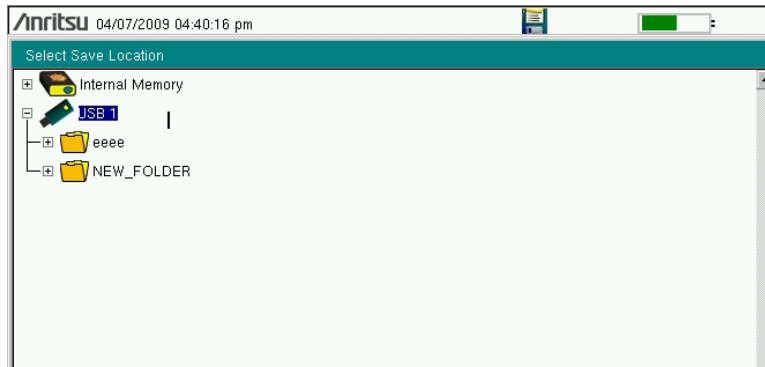 Anritsu 04/07/2009 04:40:16 pm
Select Save Location
Internal Memory
USB 1
eeee
NEW_FOLDER